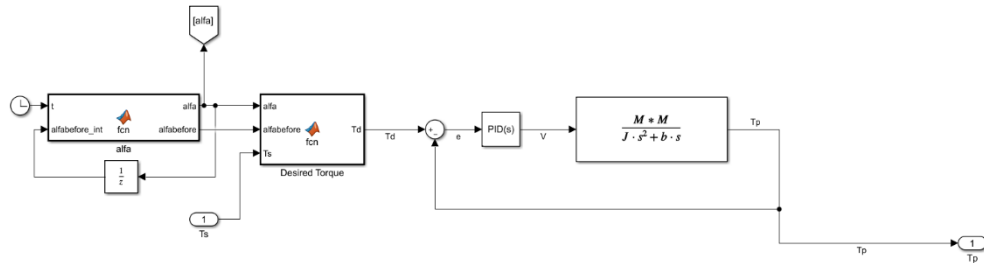 [alfa]
t
alfa
alfabefore_int
fcn
alfabefore
alfa
1
z
alfa
alfabefore
Ts
fcn
Td
Desired Torque
1
Ts
Td
+
−
e
PID(s)
V
M * M
J · s² + b · s
Tp
Tp
1
Tp